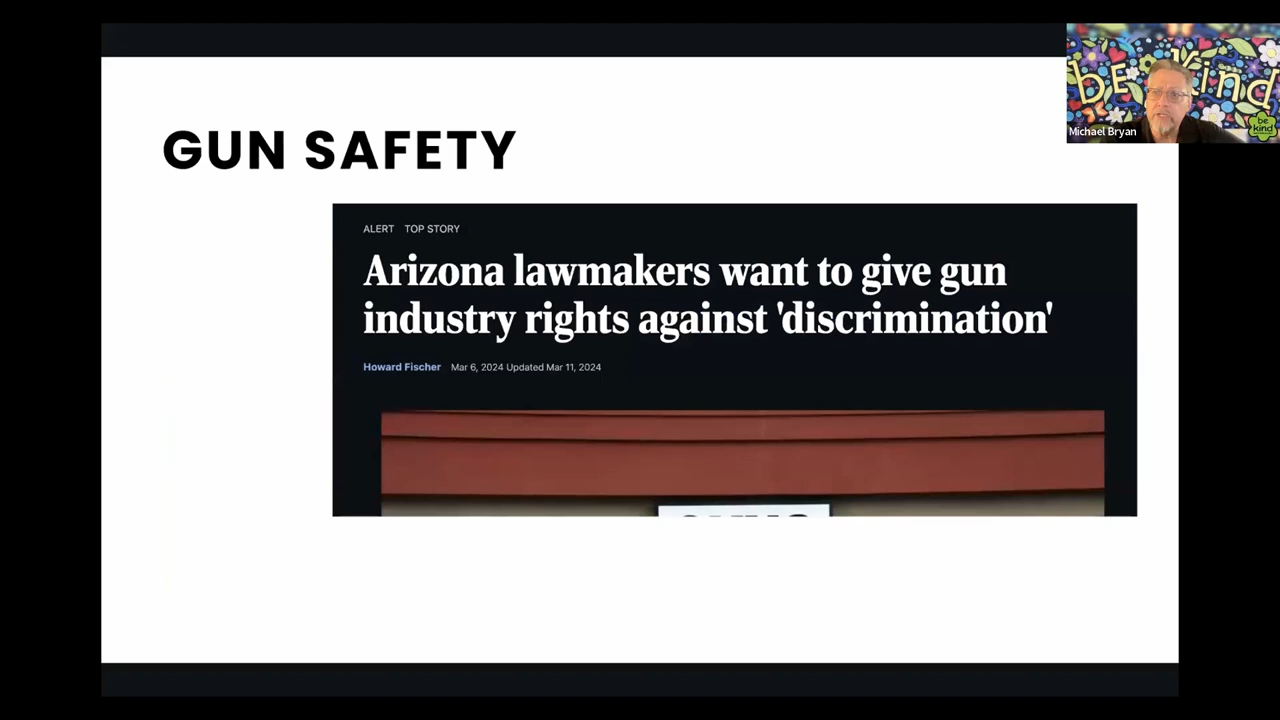 GUN SAFETY
ALERT TOP STORY
Arizona lawmakers want to give gun
industry rights against 'discrimination'
Howard Fischer Mar 6, 2024 Updated Mar 11, 2024
be kind
be
kind
Michael Bryan